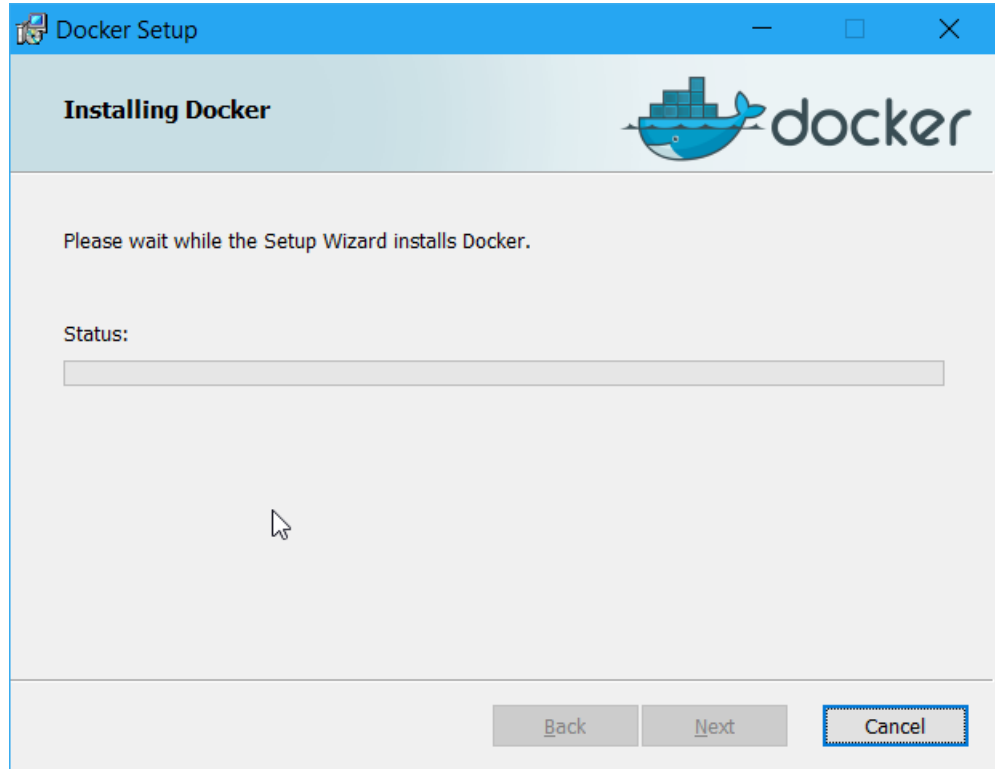 Docker Setup
Installing Docker
docker
Please wait while the Setup Wizard installs Docker.
Status:
Back
Next
Cancel